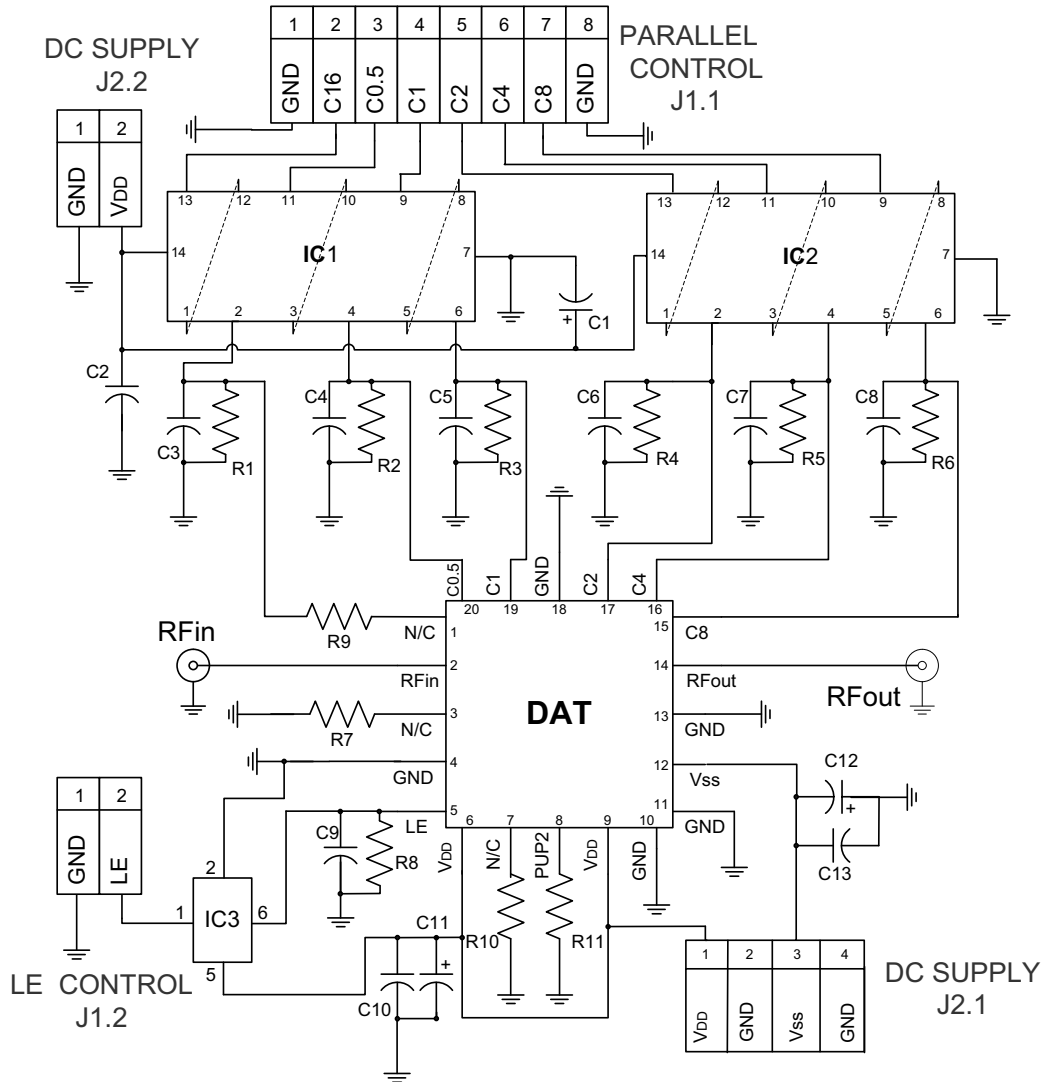 1 2 3 4 5 6 7 8
GND C16 C0.5 C1 C2 C4 C8 GND
PARALLEL
CONTROL
J1.1
DC SUPPLY
J2.2
1 2
GND VDD
13 12 11 10 9 8
14 IC1 7
1 2 3 4 5 6
13 12 11 10 9 8
14 IC2 7
1 2 3 4 5 6
C1
+
C2
C3
R1
C4
R2
C5
R3
C6
R4
C7
R5
C8
R6
C0.5 C1 GND C2 C4
20 19 18 17 16
R9
N/C
1
15
C8
RFin
2
RFin
14
RFout
RFout
R7
3
N/C
DAT
13
GND
4
GND
12
Vss
5
LE
11
GND
6 7 8 9 10
VDD N/C PUP2 VDD GND
C12
+
C13
C9
R8
1 2
GND LE
2
1 IC3 6
5
LE CONTROL
J1.2
C11
+
C10
R10
R11
1 2 3 4
VDD GND Vss GND
DC SUPPLY
J2.1